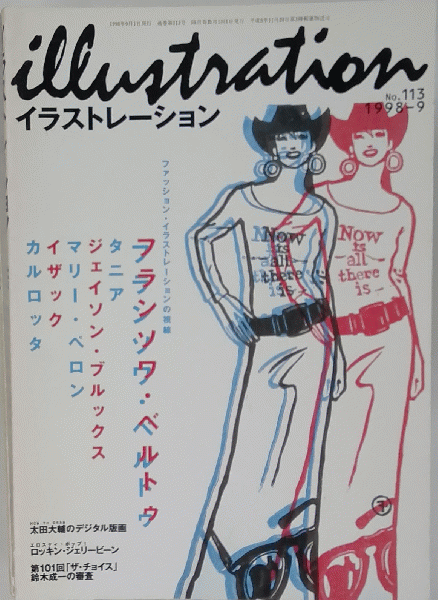 illustration
イラストレーション
No.113
1998-9
ファッション・イラストレーションの現線
フランソワ・ベルトゥ
タニア
ジェイソン・ブルックス
マリー・ペロン
イザック
カルロッタ
Now
is
all
there
is
Now
is
all
there
is
太田大輔のデジタル版画
ロッキン・ジェリービーン
第101回「ザ・チョイス」
鈴木成一の審査